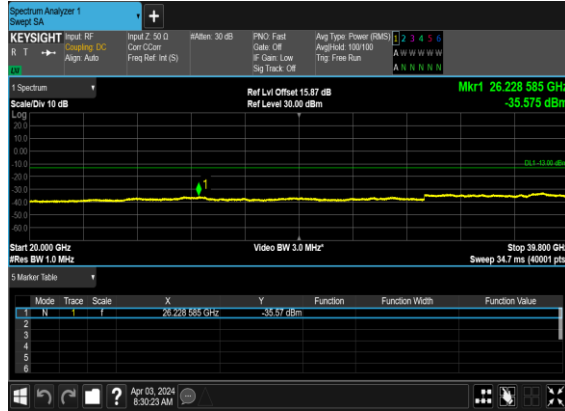 Spectrum Analyzer 1
Swept SA
+
KEYSIGHT Input: RF Input Z: 50 Ω #Atten: 30 dB PNO: Fast Avg Type: Power (RMS) 1 2 3 4 5 6
R T Coupling: DC Corr CCorr Gate: Off Avg|Hold: 100/100 A W W W W W
Align: Auto Freq Ref: Int (S) IF Gain: Low Trig: Free Run
Sig Track: Off A N N N N N
1 Spectrum
Ref Lvl Offset 15.87 dB Mkr1 26.228 585 GHz
Scale/Div 10 dB Ref Level 30.00 dBm -35.575 dBm
Log
20.0
10.0
0.00
-10.0 DL1 -13.00 dBm
-20.0
-30.0 1
-40.0
-50.0
-60.0
Start 20.000 GHz Video BW 3.0 MHz* Stop 39.800 GHz
#Res BW 1.0 MHz Sweep 34.7 ms (40001 pts)
5 Marker Table
Mode Trace Scale X Y Function Function Width Function Value
1 N 1 f 26.228 585 GHz -35.57 dBm
2
3
4
5
6
? Apr 03, 2024
8:30:23 AM